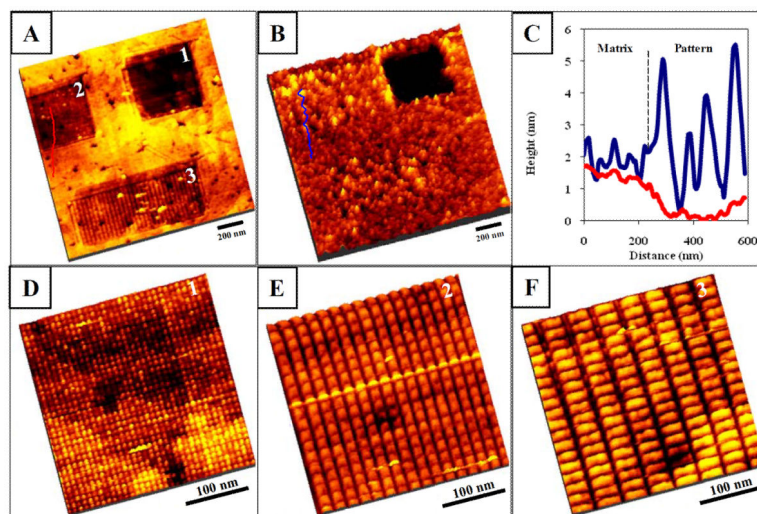 A
1
2
3
200 nm
B
200 nm
C
6
5
4
3
2
1
0
Height (nm)
Matrix
Pattern
0
200
400
600
Distance (nm)
D
1
100 nm
E
2
100 nm
F
3
100 nm